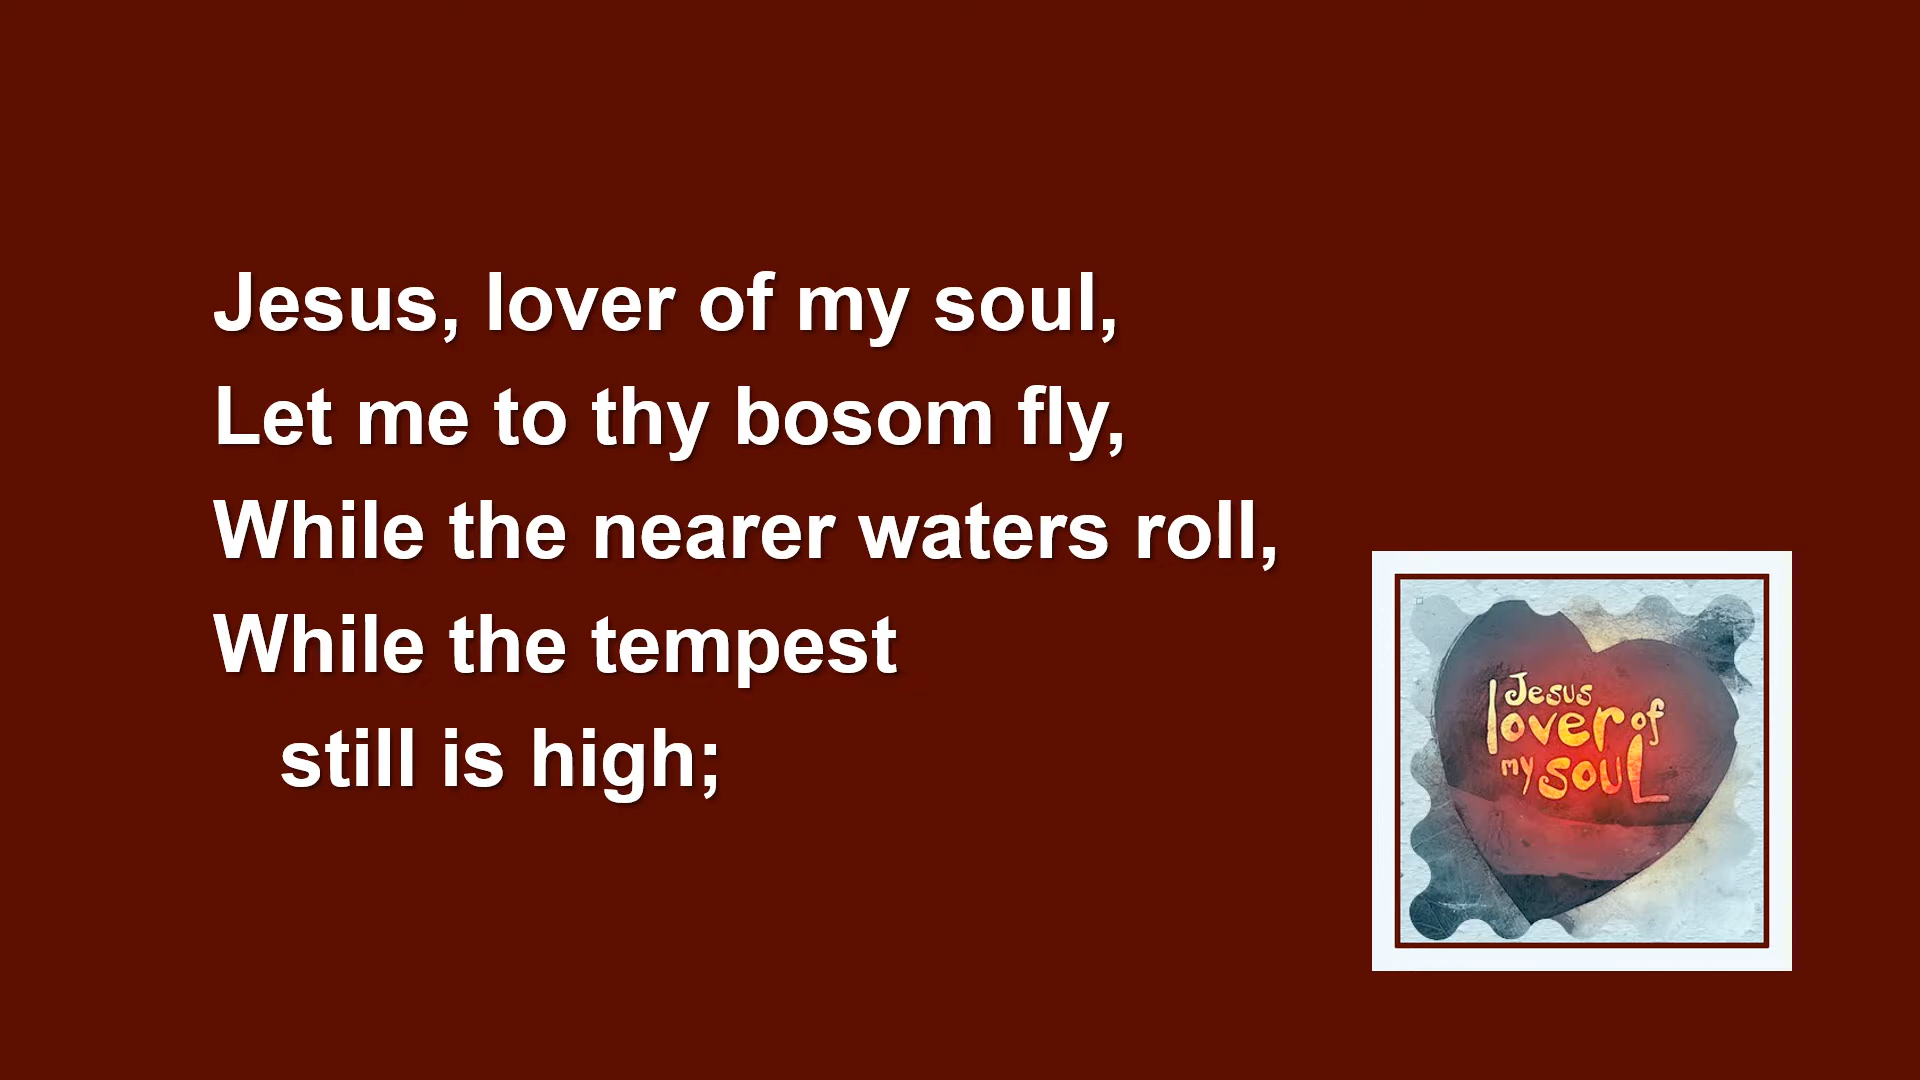 Jesus, lover of my soul,
Let me to thy bosom fly,
While the nearer waters roll,
While the tempest
still is high;
Jesus
lover of
my soul